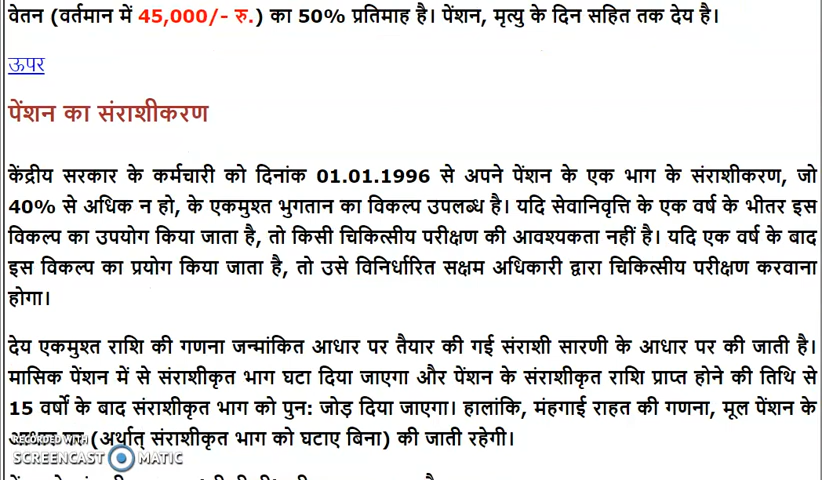 वेतन (वर्तमान में 45,000/- रु.) का 50% प्रतिमाह है। पेंशन, मृत्यु के दिन सहित तक देय है।
ऊपर
पेंशन का संराशीकरण
केंद्रीय सरकार के कर्मचारी को दिनांक 01.01.1996 से अपने पेंशन के एक भाग के संराशीकरण, जो
40% से अधिक न हो, के एकमुश्त भुगतान का विकल्प उपलब्ध है। यदि सेवानिवृत्ति के एक वर्ष के भीतर इस
विकल्प का उपयोग किया जाता है, तो किसी चिकित्सीय परीक्षण की आवश्यकता नहीं है। यदि एक वर्ष के बाद
इस विकल्प का प्रयोग किया जाता है, तो उसे विनिर्धारित सक्षम अधिकारी द्वारा चिकित्सीय परीक्षण करवाना
होगा।
देय एकमुश्त राशि की गणना जन्मांकित आधार पर तैयार की गई संराशी सारणी के आधार पर की जाती है।
मासिक पेंशन में से संराशीकृत भाग घटा दिया जाएगा और पेंशन के संराशीकृत राशि प्राप्त होने की तिथि से
15 वर्षों के बाद संराशीकृत भाग को पुन: जोड़ दिया जाएगा। हालांकि, मंहगाई राहत की गणना, मूल पेंशन के
(अर्थात् संराशीकृत भाग को घटाए बिना) की जाती रहेगी।
RECORDED WITH
SCREENCAST MATIC